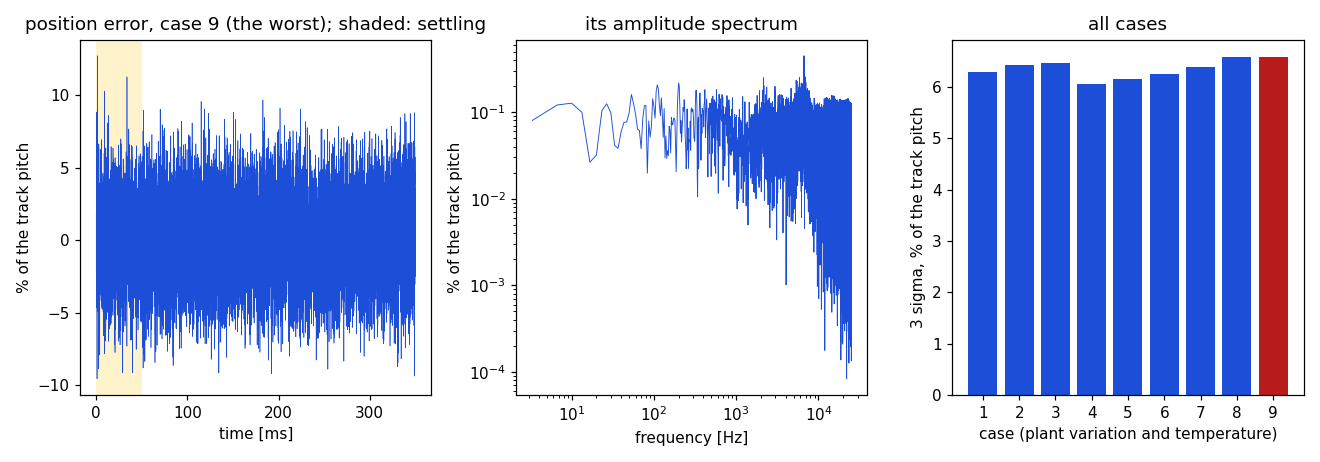 position error, case 9 (the worst); shaded: settling
% of the track pitch
10
5
0
−5
−10
0
100
200
300
time [ms]
its amplitude spectrum
% of the track pitch
10⁻¹
10⁻²
10⁻³
10⁻⁴
10¹
10²
10³
10⁴
frequency [Hz]
all cases
3 sigma, % of the track pitch
6
5
4
3
2
1
0
1 2 3 4 5 6 7 8 9
case (plant variation and temperature)